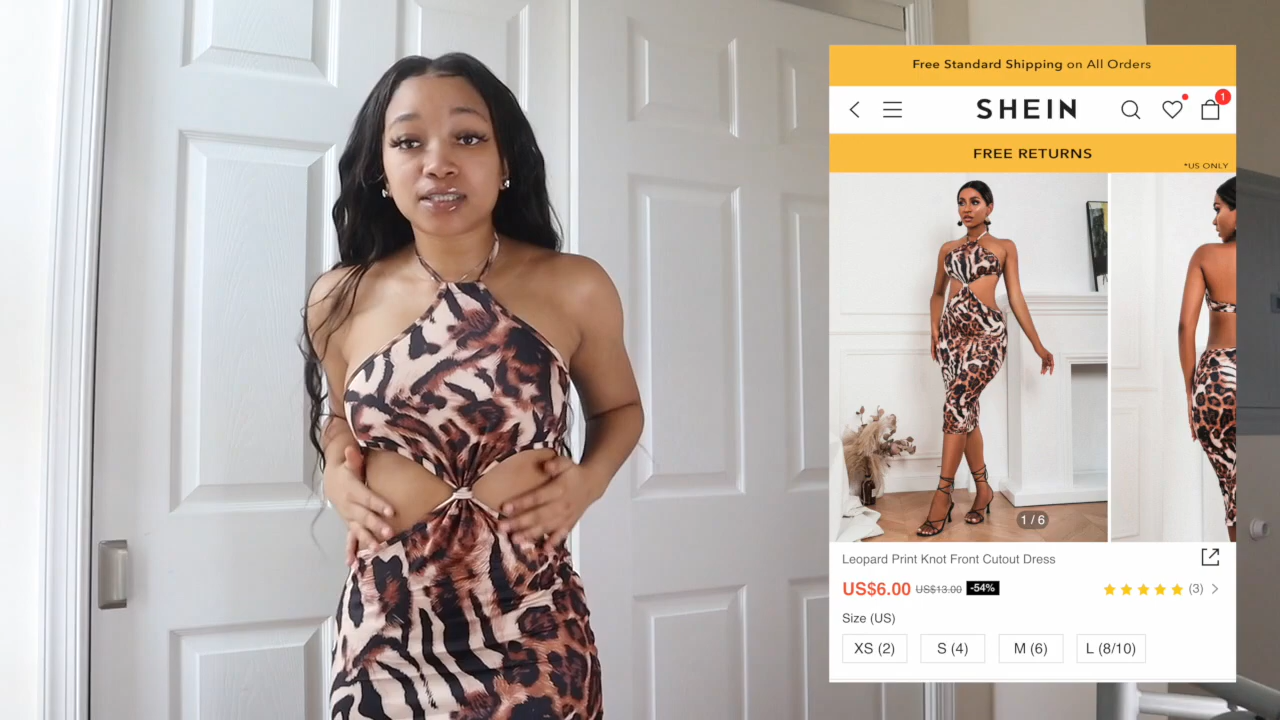 Free Standard Shipping on All Orders
SHEIN
1
FREE RETURNS
*US ONLY
1 / 6
Leopard Print Knot Front Cutout Dress
US$6.00 US$13.00 -54%
(3)
Size (US)
XS (2) S (4) M (6) L (8/10)